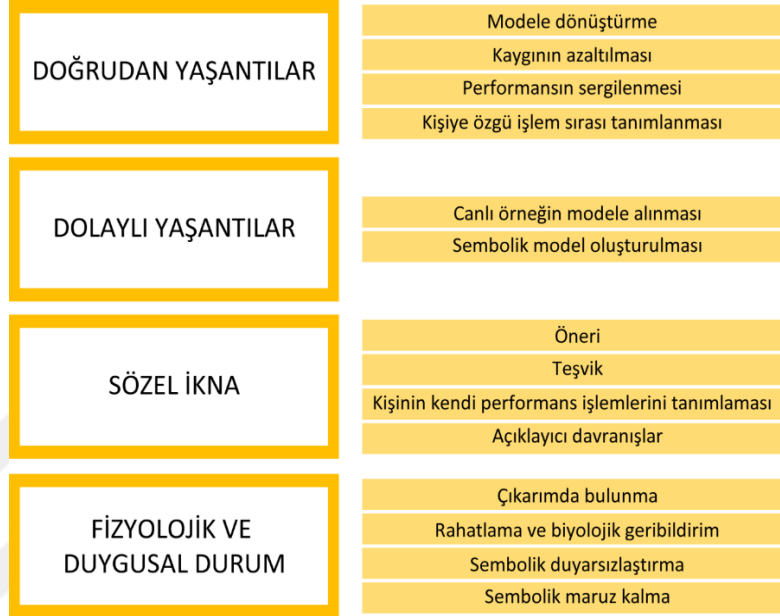 DOĞRUDAN YAŞANTILAR
Modele dönüştürme
Kaygının azaltılması
Performansın sergilenmesi
Kişiye özgü işlem sırası tanımlanması
DOLAYLI YAŞANTILAR
Canlı örneğin modele alınması
Sembolik model oluşturulması
SÖZEL İKNA
Öneri
Teşvik
Kişinin kendi performans işlemlerini tanımlaması
Açıklayıcı davranışlar
FİZYOLOJİK VE
DUYGUSAL DURUM
Çıkarımda bulunma
Rahatlama ve biyolojik geribildirim
Sembolik duyarsızlaştırma
Sembolik maruz kalma